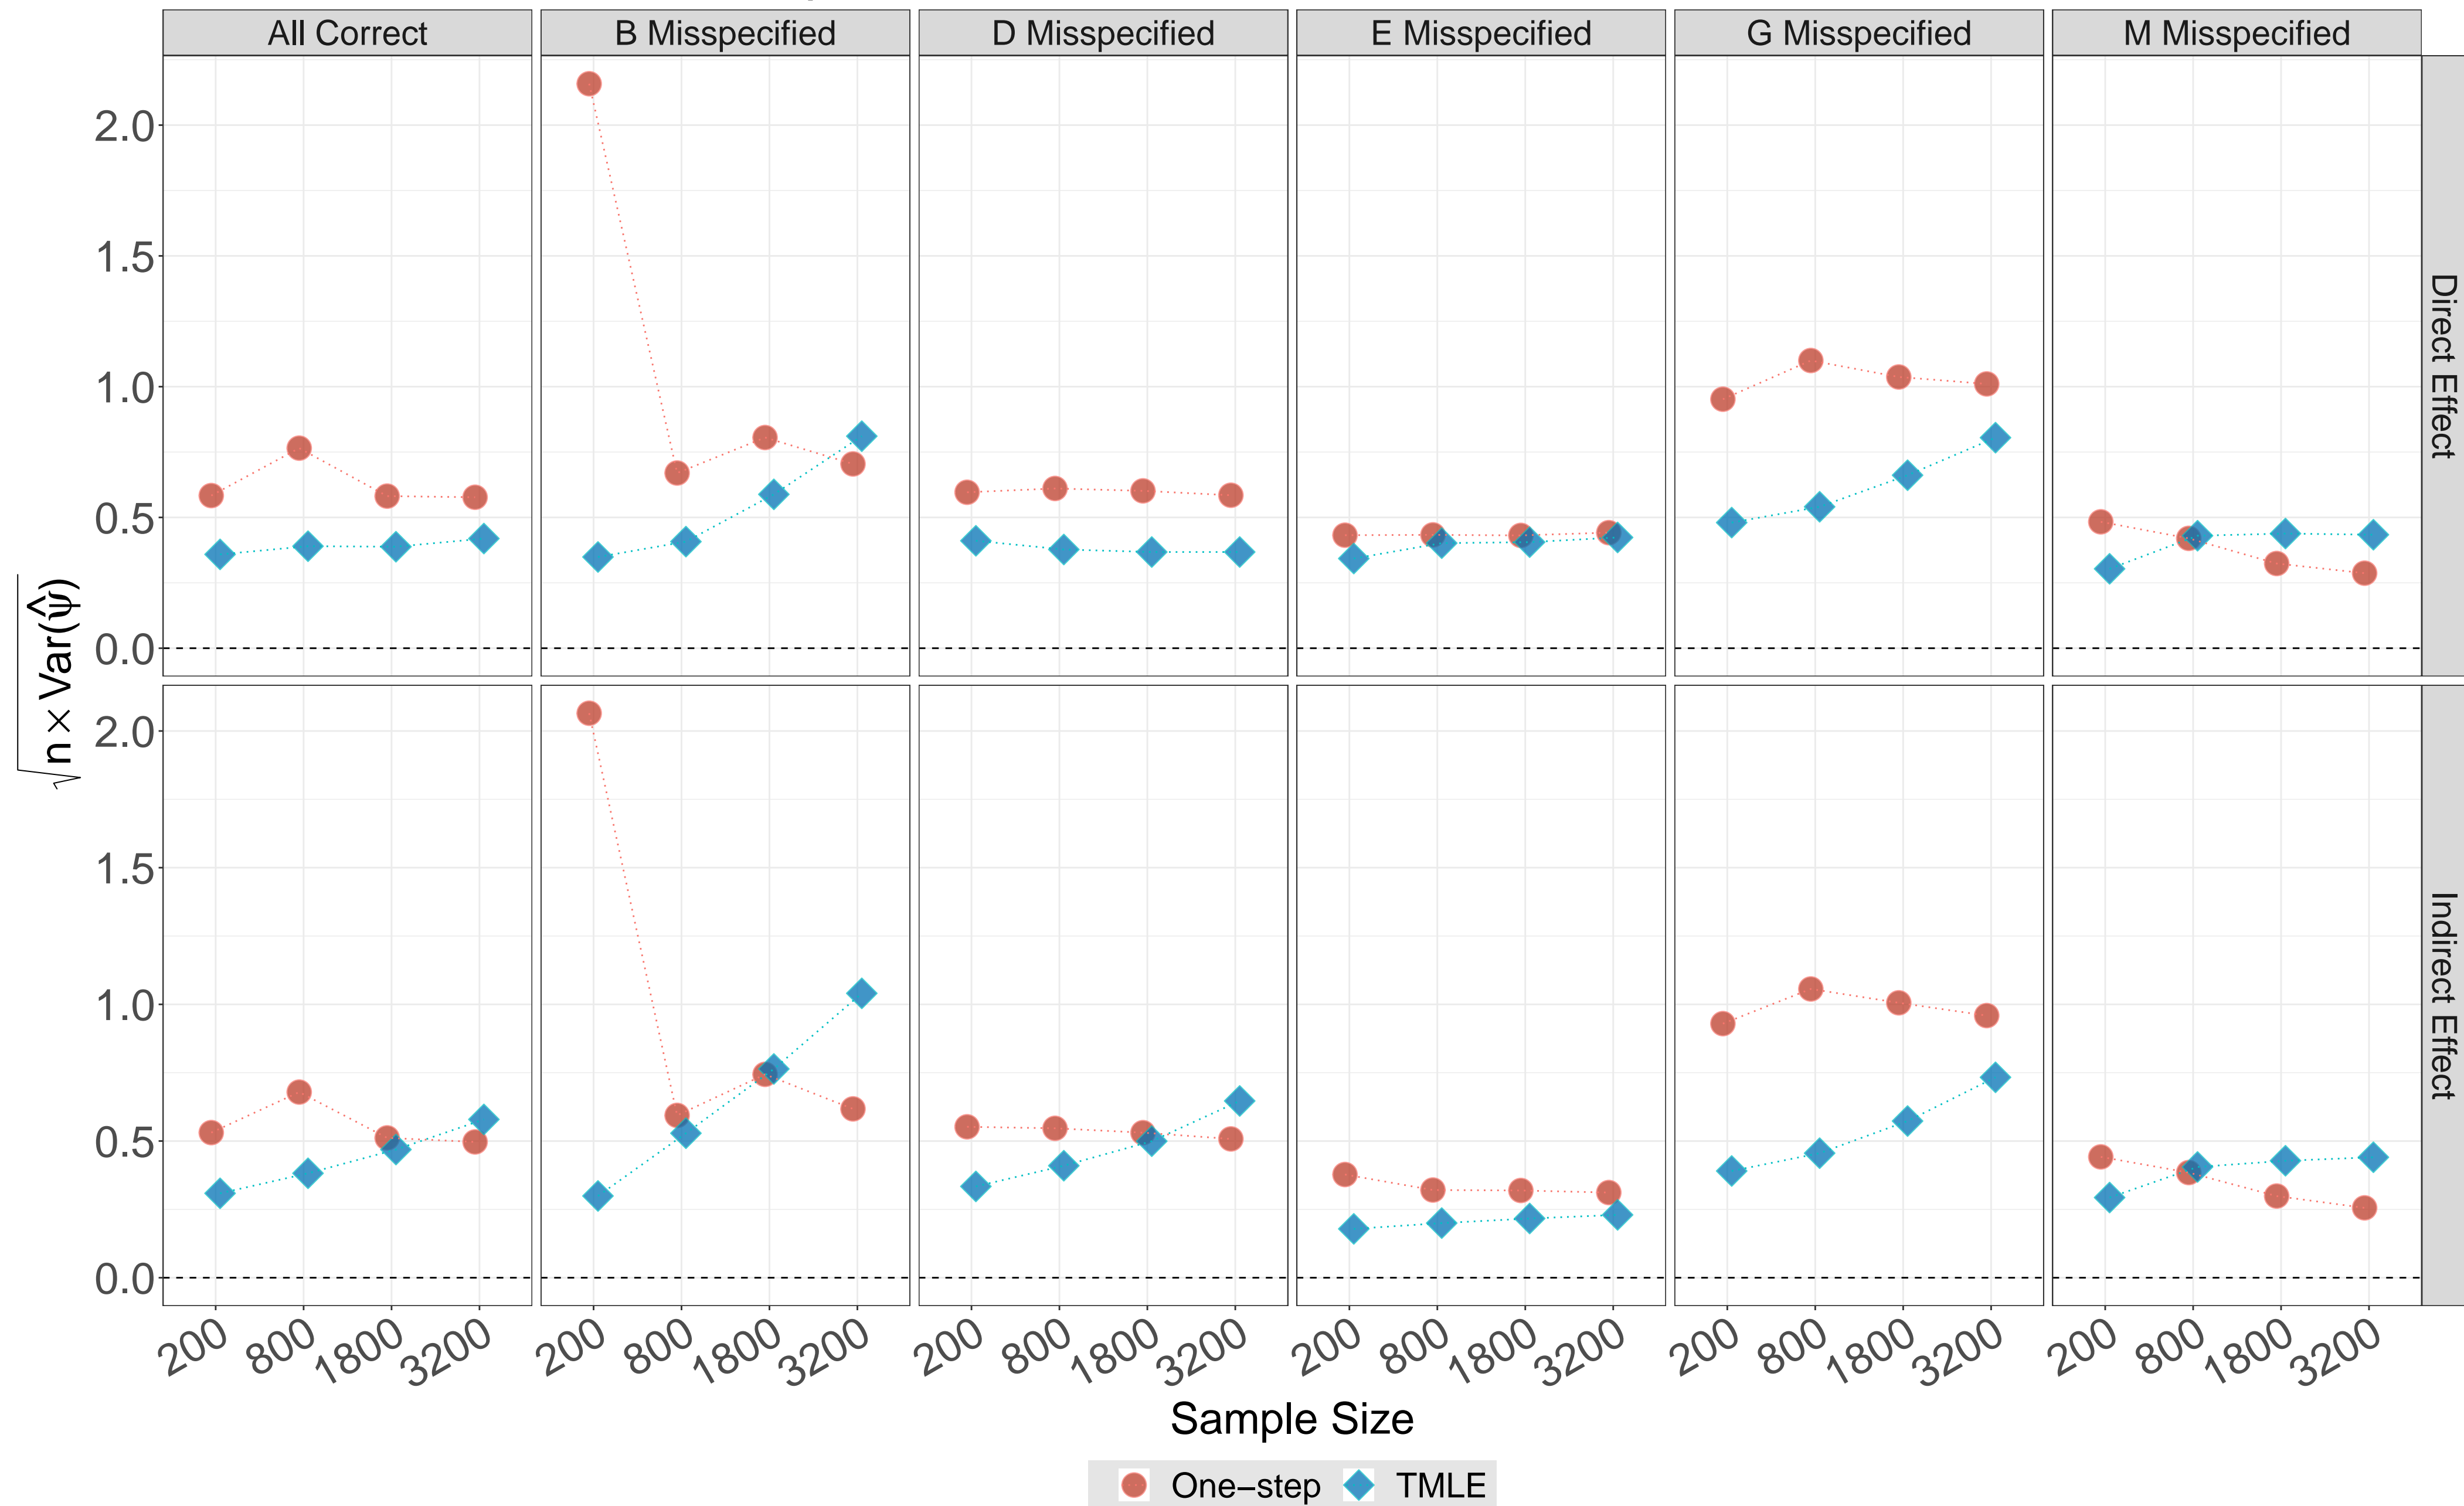 All Correct B Misspecified D Misspecified E Misspecified G Misspecified M Misspecified
2.0
1.5
1.0
0.5
0.0
Direct Effect
√n × Var(ψ̂)
2.0
1.5
1.0
0.5
0.0
Indirect Effect
200 800 1800 3200 200 800 1800 3200 200 800 1800 3200 200 800 1800 3200 200 800 1800 3200 200 800 1800 3200
Sample Size
One−step TMLE